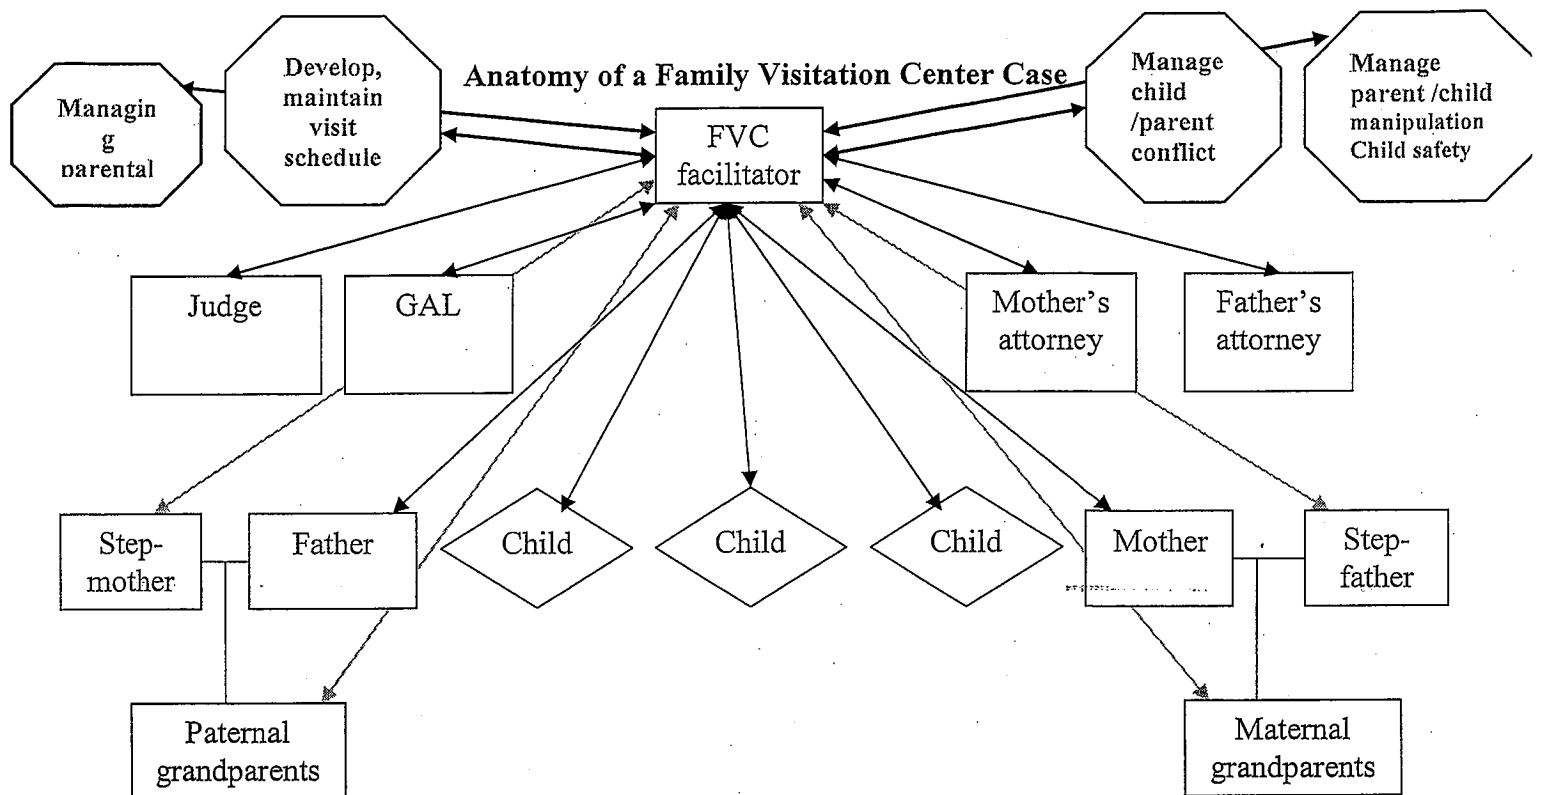 Anatomy of a Family Visitation Center Case
Managin
g
parental
Develop,
maintain
visit
schedule
FVC
facilitator
Manage
child
/parent
conflict
Manage
parent /child
manipulation
Child safety
Judge
GAL
Mother’s
attorney
Father’s
attorney
Step-
mother
Father
Child
Child
Child
Mother
Step-
father
Paternal
grandparents
Maternal
grandparents